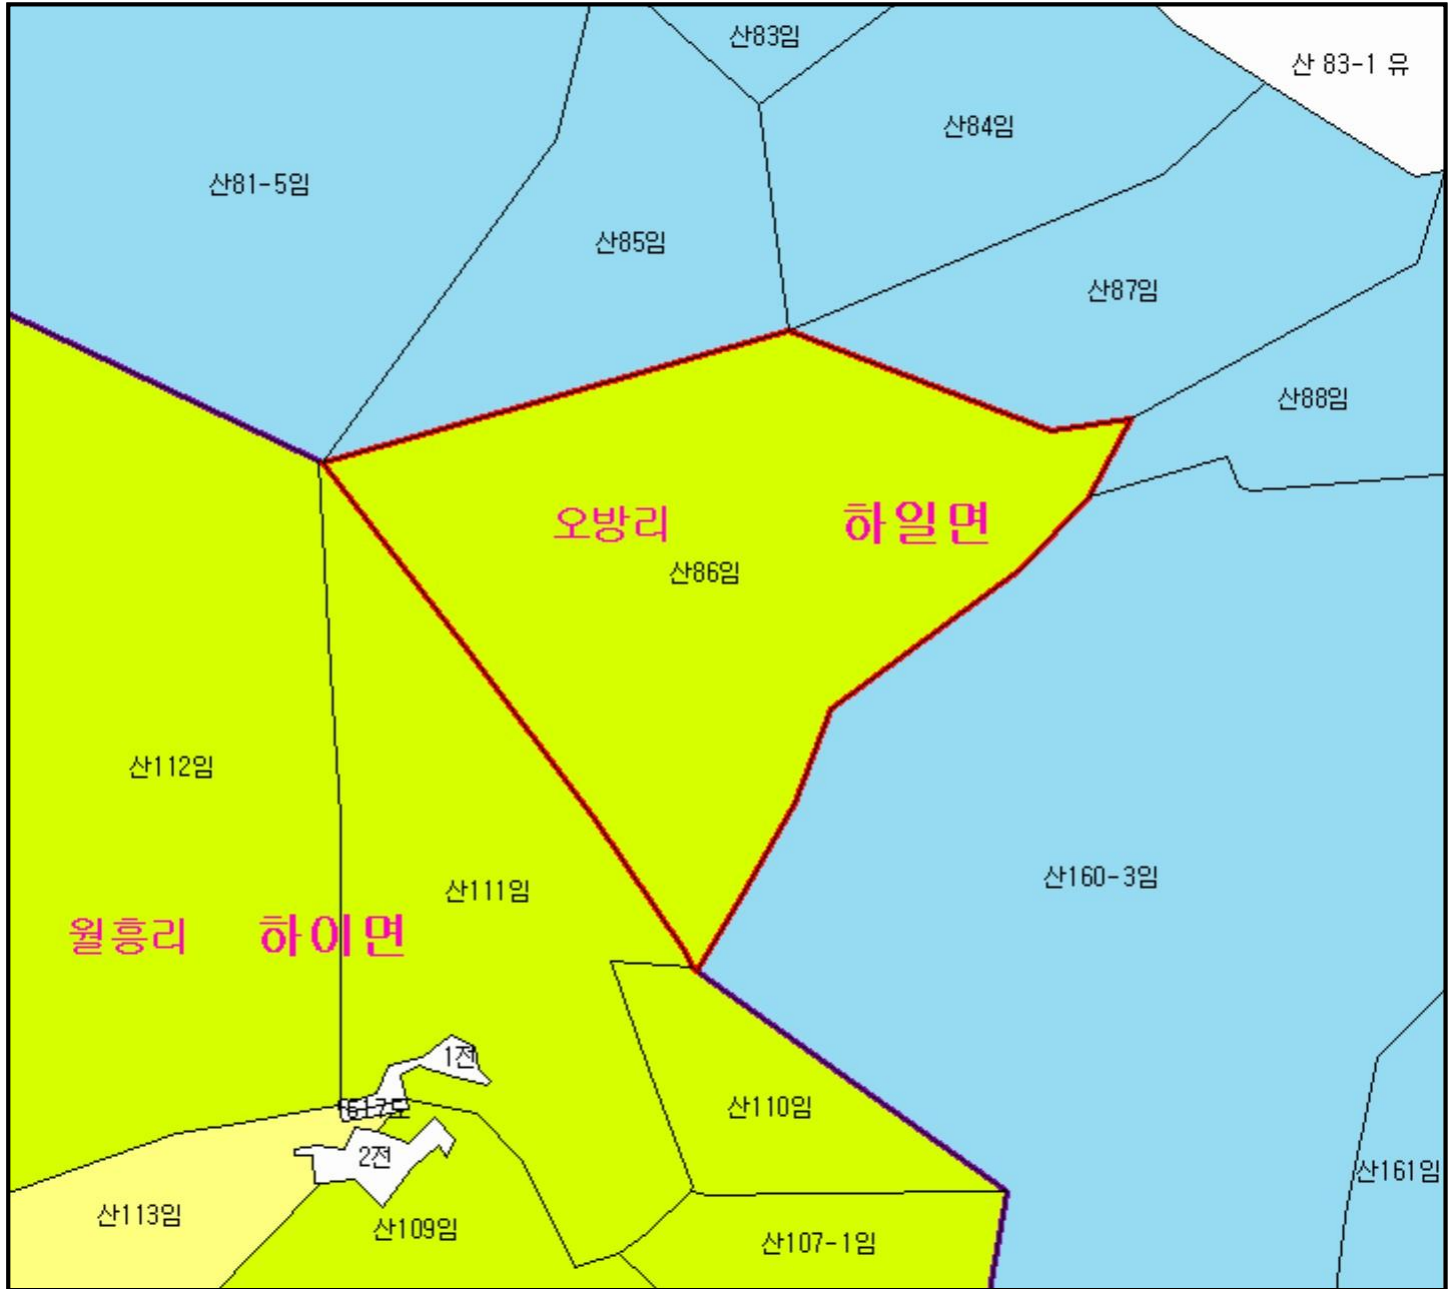 산83임
산 83-1 유
산84임
산81-5임
산85임
산87임
산88임
오방리 하일면
산86임
산112임
산160-3임
산111임
월흥리 하이면
1전
산110임
2전
산161임
산113임
산109임
산107-1임